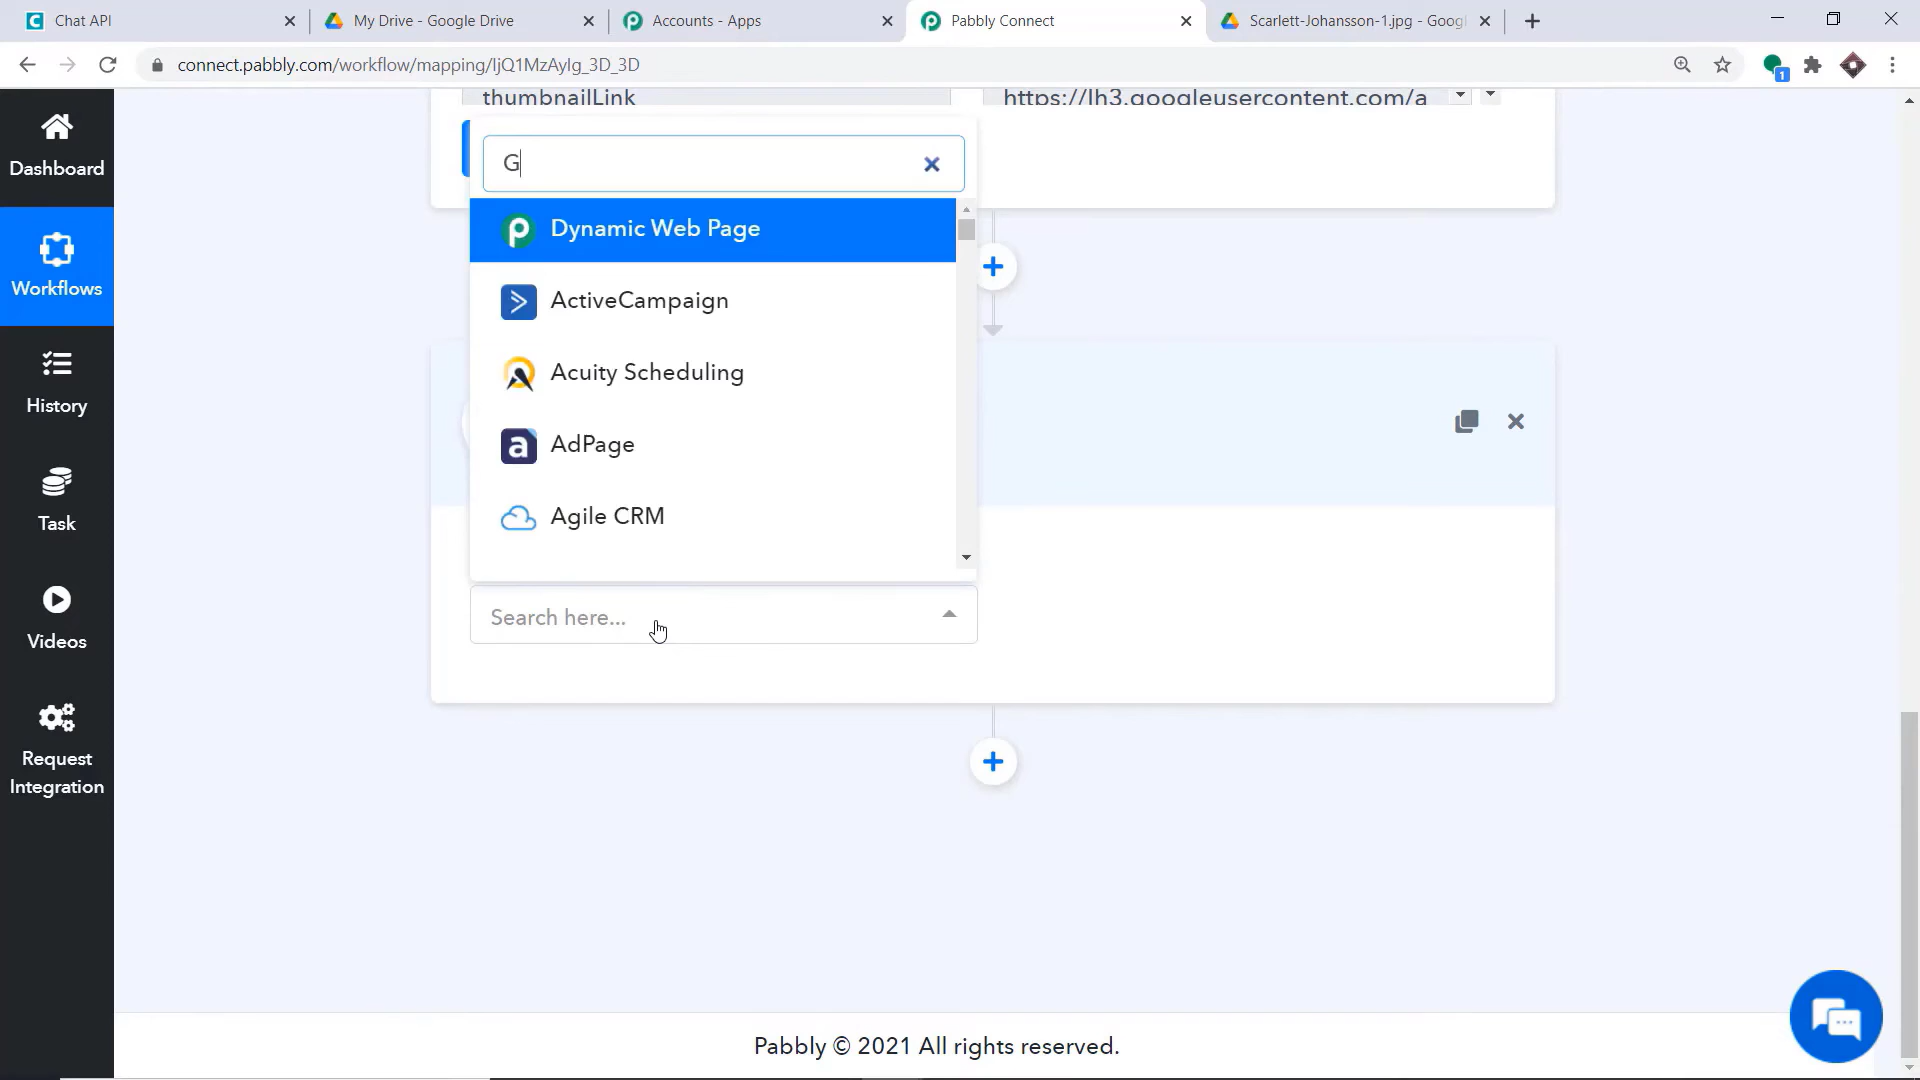 Chat API
My Drive - Google Drive
Accounts - Apps
Pabbly Connect
Scarlett-Johansson-1.jpg - Googl
connect.pabbly.com/workflow/mapping/IjQ1MzAyIg_3D_3D
1
Dashboard
Workflows
History
Task
Videos
Request
Integration
thumbnailLink
https://lh3.googleusercontent.com/a
G
Dynamic Web Page
ActiveCampaign
Acuity Scheduling
AdPage
Agile CRM
Search here...
Pabbly © 2021 All rights reserved.